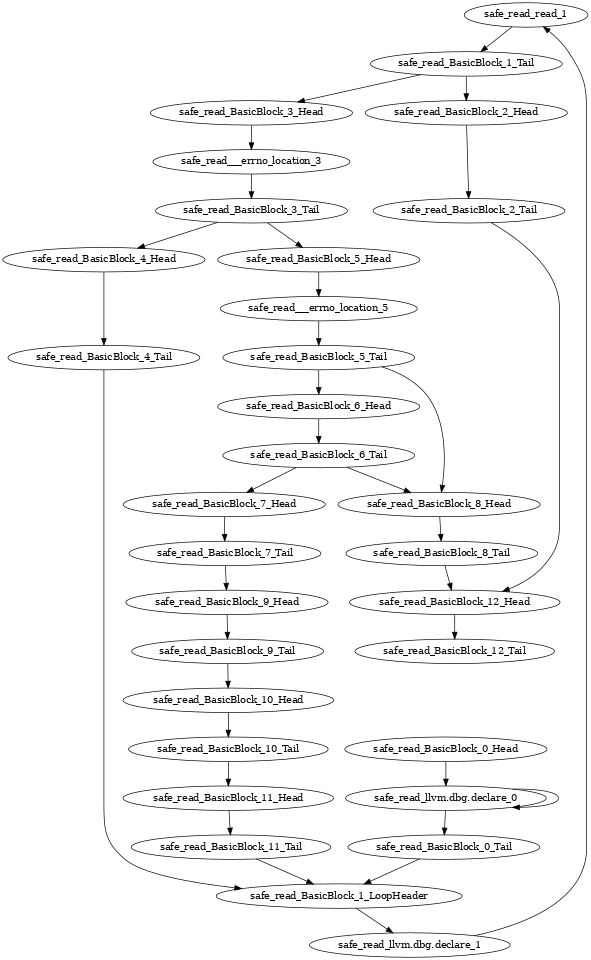 safe_read_read_1
safe_read_BasicBlock_1_Tail
safe_read_BasicBlock_3_Head
safe_read_BasicBlock_2_Head
safe_read___errno_location_3
safe_read_BasicBlock_3_Tail
safe_read_BasicBlock_2_Tail
safe_read_BasicBlock_4_Head
safe_read_BasicBlock_5_Head
safe_read___errno_location_5
safe_read_BasicBlock_4_Tail
safe_read_BasicBlock_5_Tail
safe_read_BasicBlock_6_Head
safe_read_BasicBlock_6_Tail
safe_read_BasicBlock_7_Head
safe_read_BasicBlock_8_Head
safe_read_BasicBlock_7_Tail
safe_read_BasicBlock_8_Tail
safe_read_BasicBlock_9_Head
safe_read_BasicBlock_12_Head
safe_read_BasicBlock_9_Tail
safe_read_BasicBlock_12_Tail
safe_read_BasicBlock_10_Head
safe_read_BasicBlock_10_Tail
safe_read_BasicBlock_0_Head
safe_read_BasicBlock_11_Head
safe_read_llvm.dbg.declare_0
safe_read_BasicBlock_11_Tail
safe_read_BasicBlock_0_Tail
safe_read_BasicBlock_1_LoopHeader
safe_read_llvm.dbg.declare_1